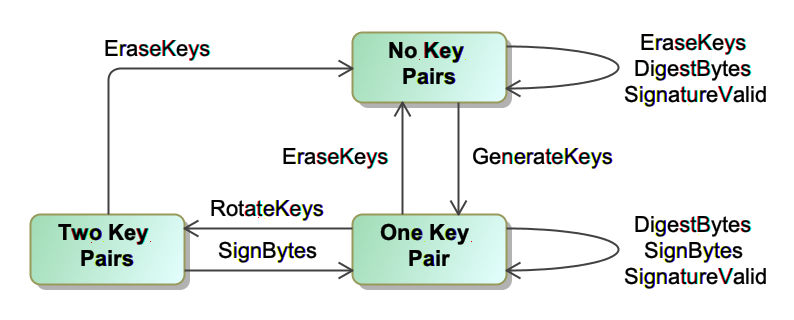 EraseKeys
No Key
Pairs
EraseKeys
DigestBytes
SignatureValid
EraseKeys
GenerateKeys
Two Key
Pairs
RotateKeys
SignBytes
One Key
Pair
DigestBytes
SignBytes
SignatureValid